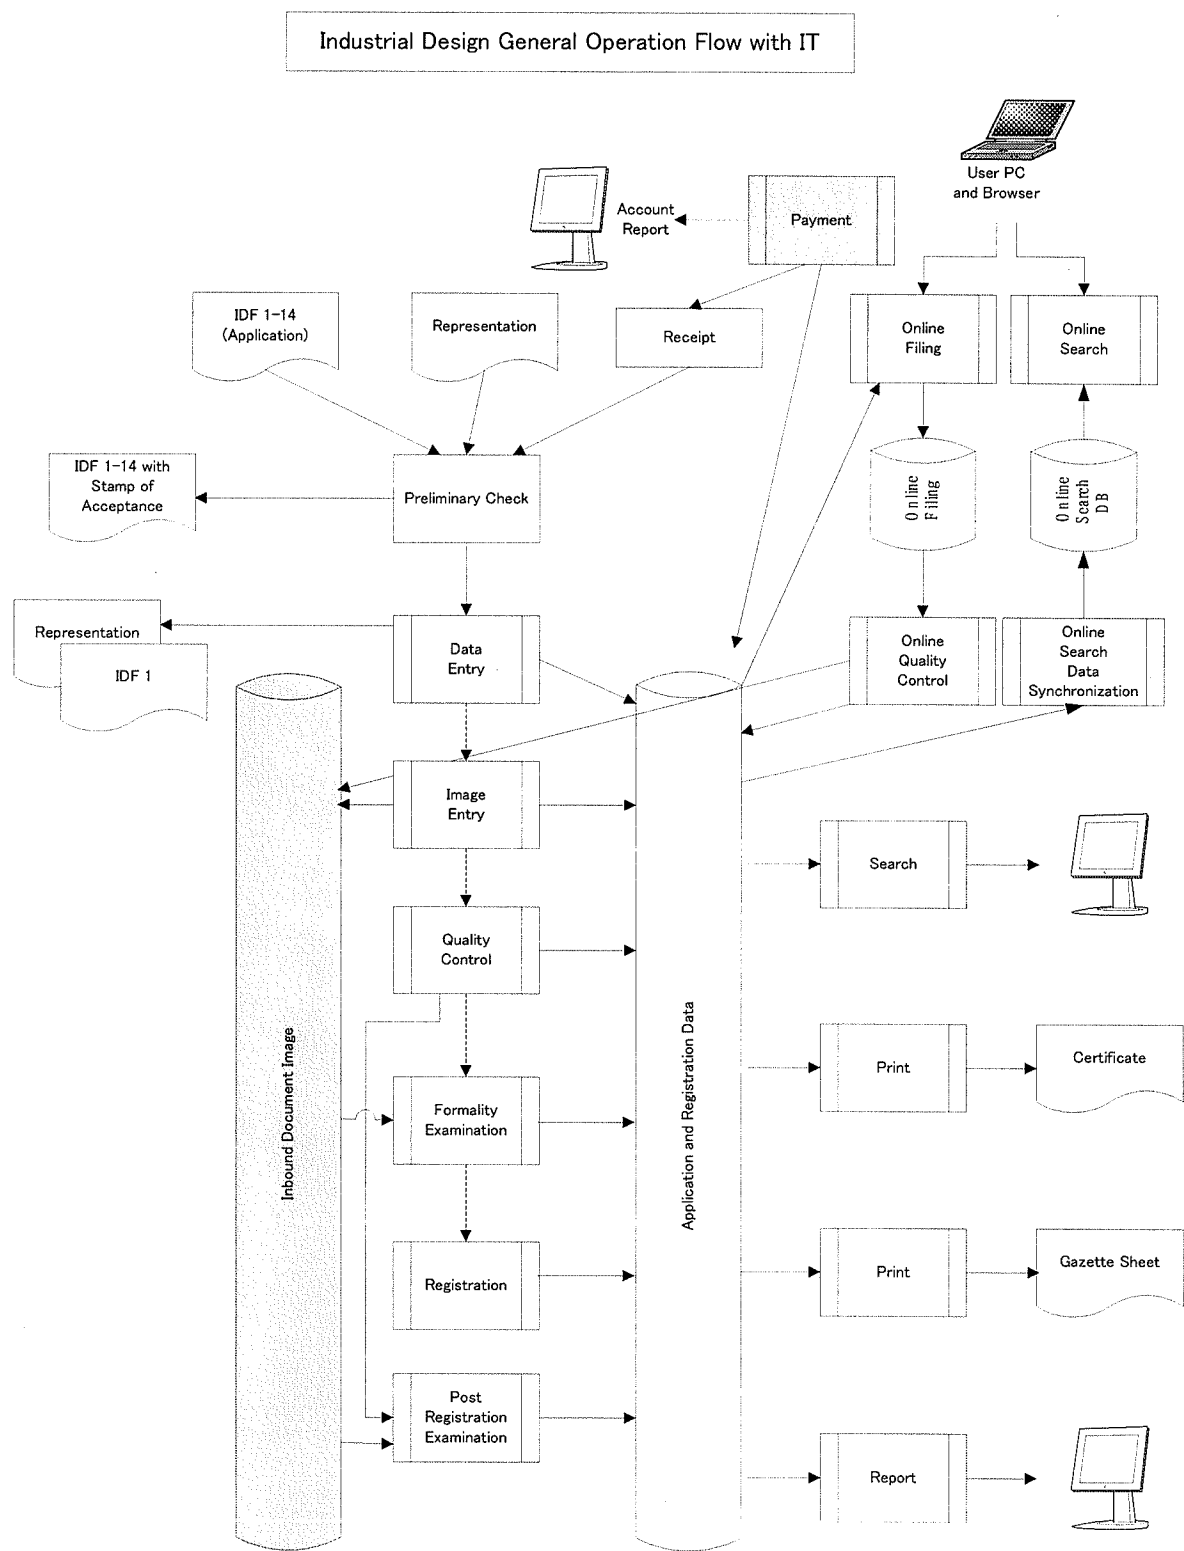 Industrial Design General Operation Flow with IT
User PC
and Browser
Account
Report
Payment
IDF 1-14
(Application)
Representation
Receipt
Online
Filing
Online
Search
IDF 1-14 with
Stamp of
Acceptance
Preliminary Check
Online
Filing
Online
Search
DB
Representation
IDF 1
Data
Entry
Online
Quality
Control
Online
Search
Data
Synchronization
Image
Entry
Search
Quality
Control
Inbound Document Image
Application and Registration Data
Print
Certificate
Formality
Examination
Registration
Print
Gazette Sheet
Post
Registration
Examination
Report